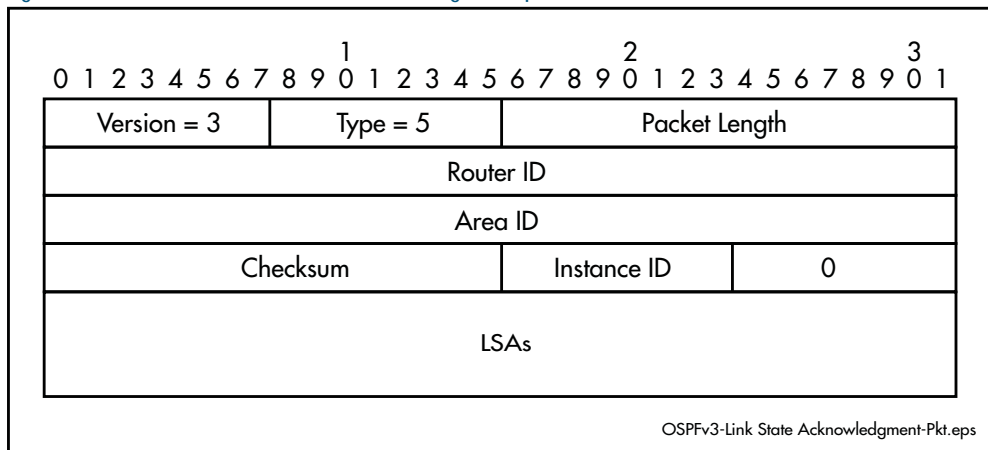 1 2 3
0 1 2 3 4 5 6 7 8 9 0 1 2 3 4 5 6 7 8 9 0 1 2 3 4 5 6 7 8 9 0 1
Version = 3 Type = 5 Packet Length
Router ID
Area ID
Checksum Instance ID 0
LSAs
OSPFv3-Link State Acknowledgment-Pkt.eps